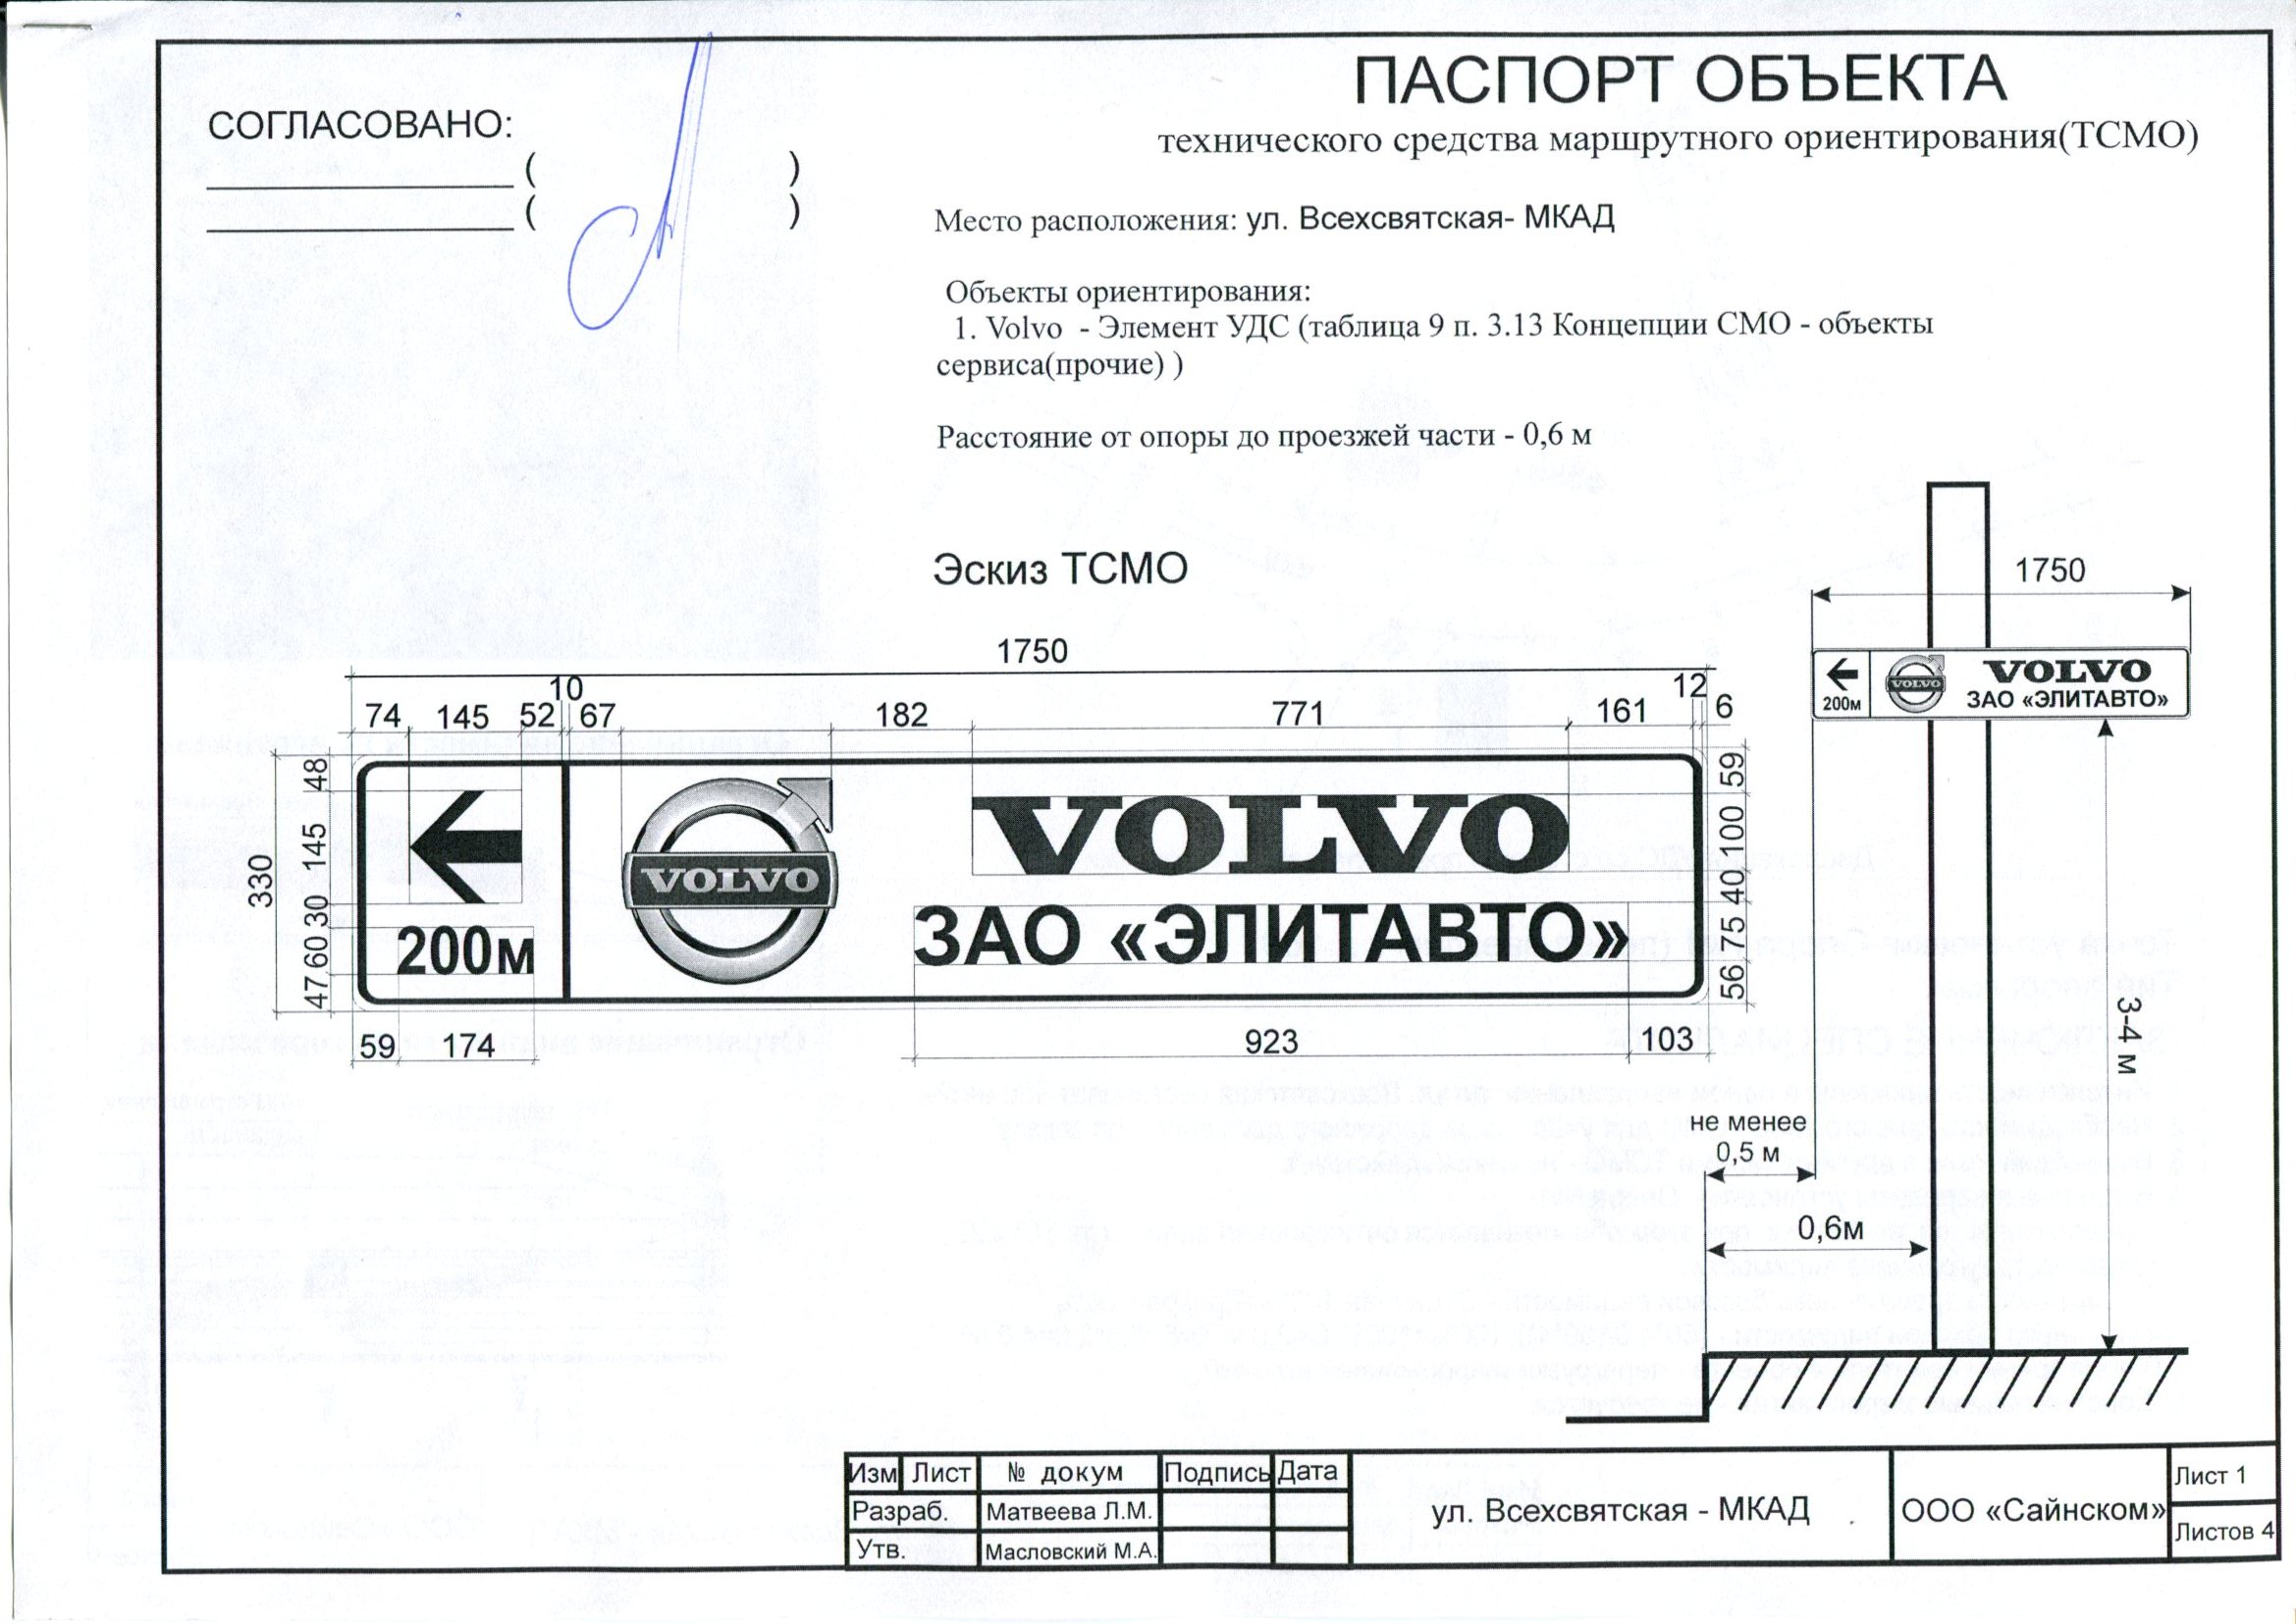 ПАСПОРТ ОБЪЕКТА
технического средства маршрутного ориентирования(ТСМО)
СОГЛАСОВАНО:
( )
( )
Место расположения: ул. Всехсвятская- МКАД
Объекты ориентирования:
1. Volvo - Элемент УДС (таблица 9 п. 3.13 Концепции СМО - объекты
сервиса(прочие) )
Расстояние от опоры до проезжей части - 0,6 м
Эскиз ТСМО
1750
10
12
74 145 52 67 182 771 161 6
330
48 145 30 60 47
59 100 40 75 56
200м
VOLVO
VOLVO
ЗАО «ЭЛИТАВТО»
59 174 923 103
1750
200м
VOLVO
VOLVO
ЗАО «ЭЛИТАВТО»
3-4 м
не менее
0,5 м
0,6м
Изм Лист № докум Подпись Дата
Разраб. Матвеева Л.М.
Утв. Масловский М.А.
ул. Всехсвятская - МКАД
ООО «Сайнском»
Лист 1
Листов 4